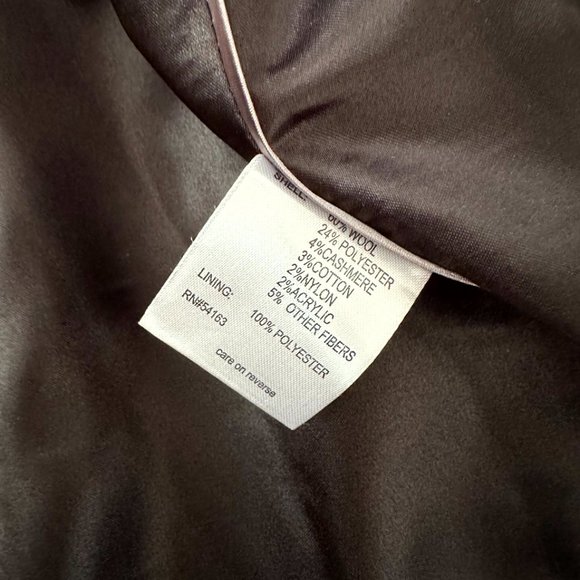 SHELL: 60% WOOL
24% POLYESTER
4%CASHMERE
3%COTTON
2%NYLON
2%ACRYLIC
5% OTHER FIBERS
LINING: 100% POLYESTER
RN#54163
care on reverse